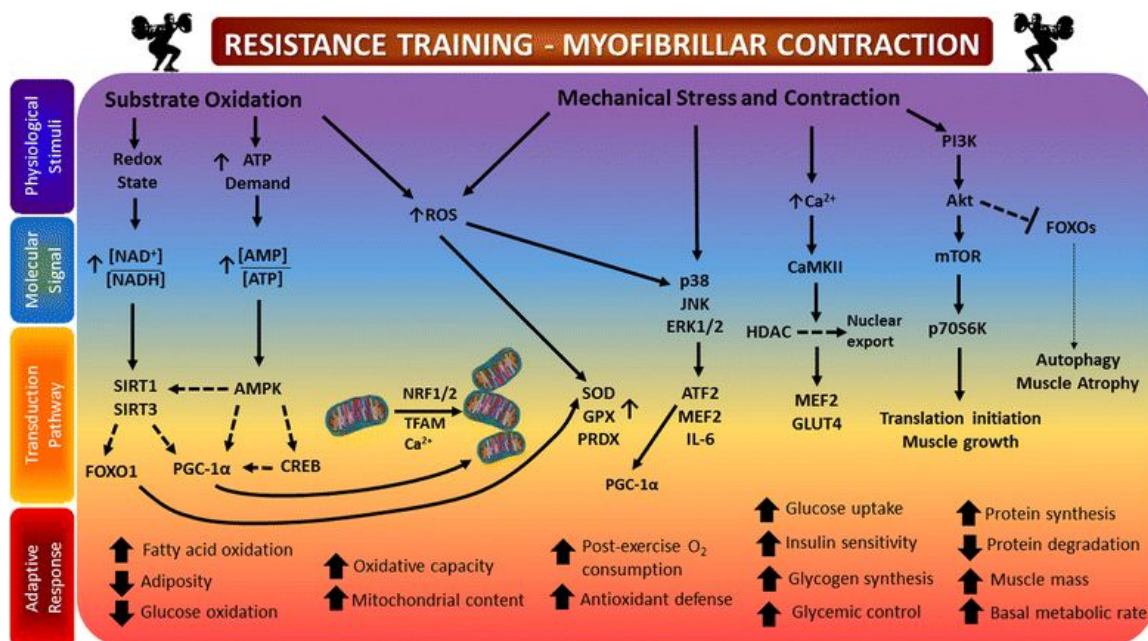 RESISTANCE TRAINING - MYOFIBRILLAR CONTRACTION
Physiological
Stimuli
Substrate Oxidation
Mechanical Stress and Contraction
Redox
State
↑ ATP
Demand
↑ROS
↑Ca²⁺
PI3K
Akt
FOXOs
Molecular
Signal
↑ [NAD⁺]
[NADH]
↑ [AMP]
[ATP]
p38
JNK
ERK1/2
CaMKII
HDAC
Nuclear
export
mTOR
p70S6K
Autophagy
Muscle Atrophy
Transduction
Pathway
SIRT1
SIRT3
AMPK
FOXO1
PGC-1α
CREB
NRF1/2
TFAM
Ca²⁺
SOD
GPX ↑
PRDX
ATF2
MEF2
IL-6
PGC-1α
MEF2
GLUT4
Translation initiation
Muscle growth
Adaptive
Response
Fatty acid oxidation
Adiposity
Glucose oxidation
Oxidative capacity
Mitochondrial content
Post-exercise O₂
consumption
Antioxidant defense
Glucose uptake
Insulin sensitivity
Glycogen synthesis
Glycemic control
Protein synthesis
Protein degradation
Muscle mass
Basal metabolic rate